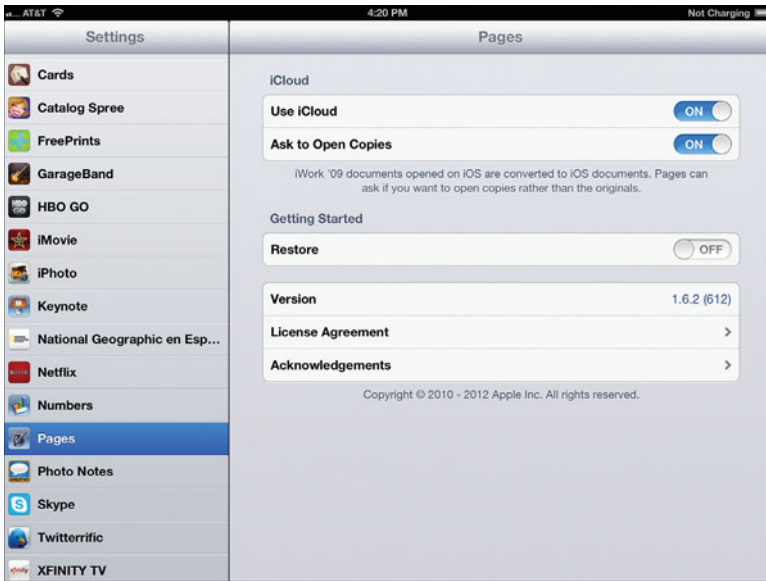 AT&T
4:20 PM
Not Charging
Settings
Pages
Cards
Catalog Spree
FreePrints
GarageBand
HBO GO
HBO GO
iMovie
iPhoto
Keynote
National Geographic en Esp...
NETFLIX
Netflix
Numbers
Pages
Photo Notes
S
Skype
Twitterrific
xfinity
XFINITY TV
iCloud
Use iCloud
ON
Ask to Open Copies
ON
iWork '09 documents opened on iOS are converted to iOS documents. Pages can
ask if you want to open copies rather than the originals.
Getting Started
Restore
OFF
Version
1.6.2 (612)
License Agreement
Acknowledgements
Copyright © 2010 - 2012 Apple Inc. All rights reserved.